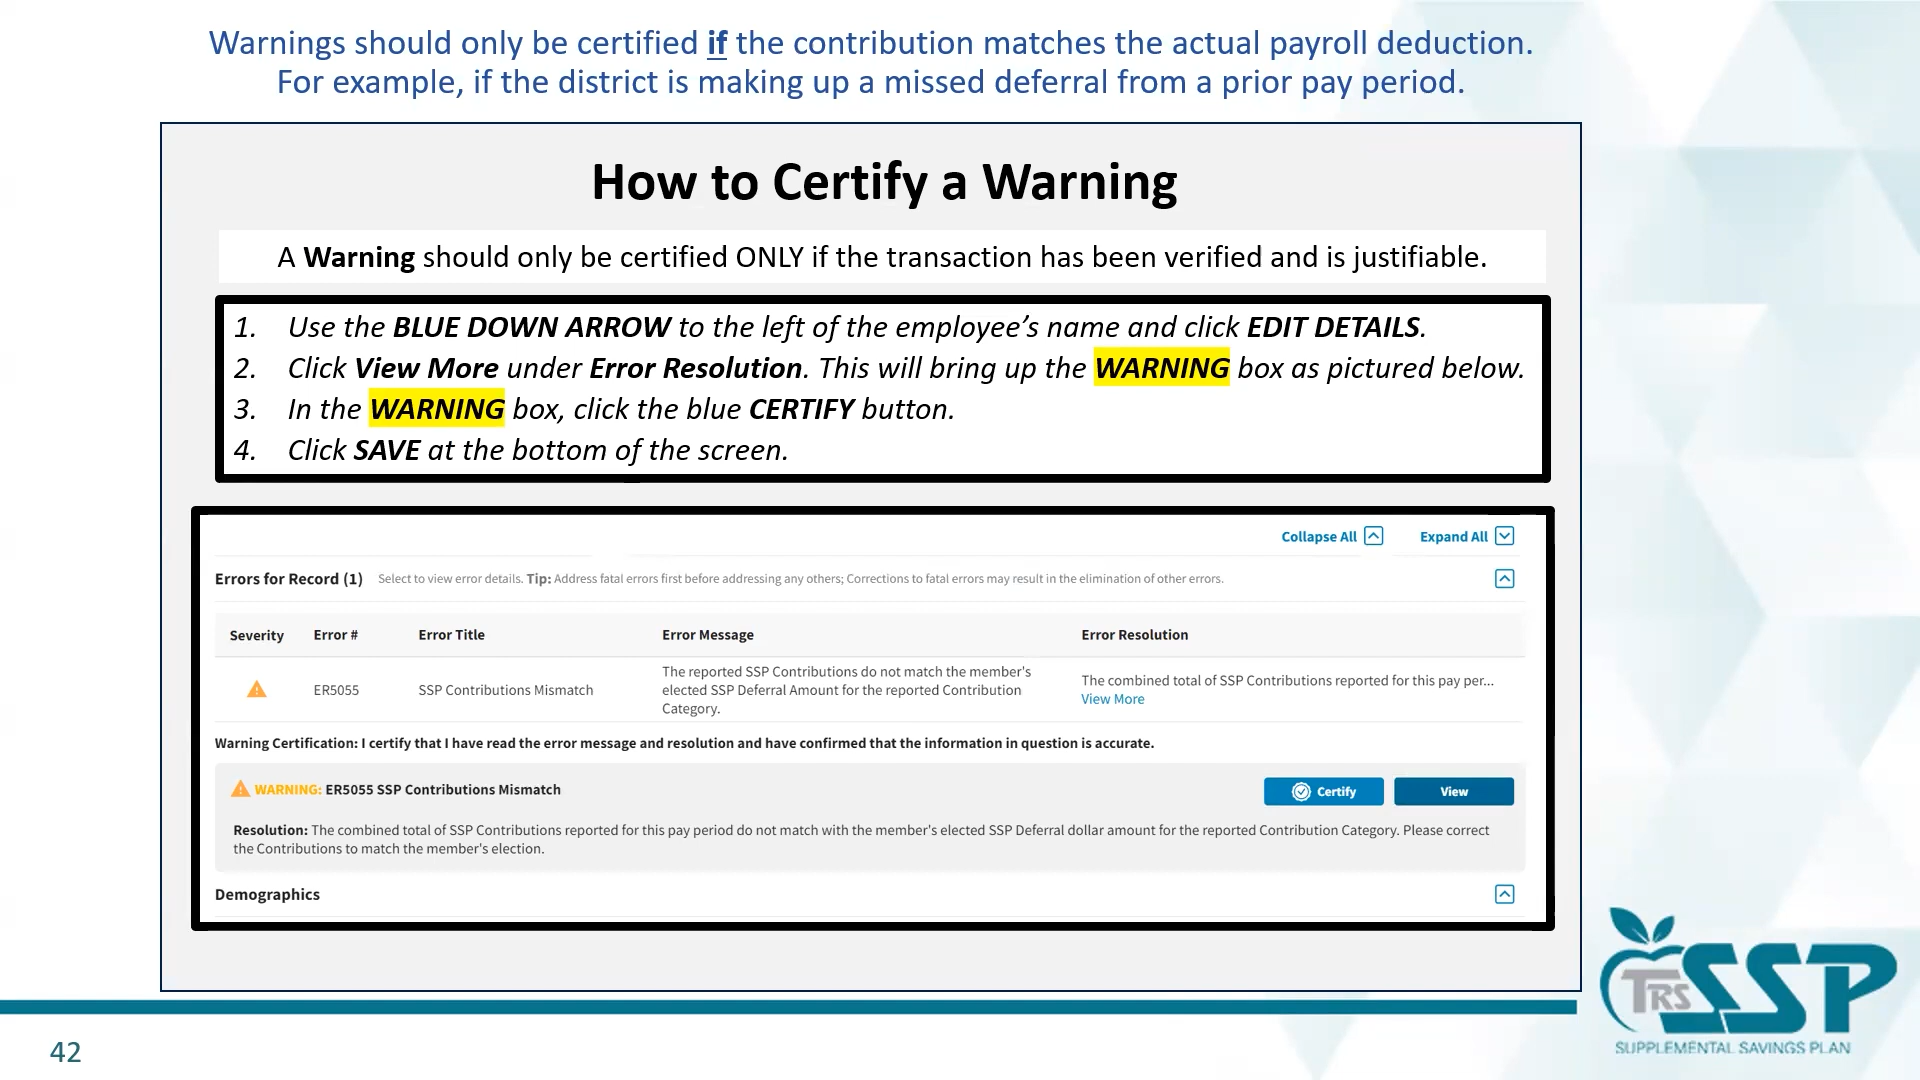 Warnings should only be certified if the contribution matches the actual payroll deduction.
For example, if the district is making up a missed deferral from a prior pay period.
How to Certify a Warning
A Warning should only be certified ONLY if the transaction has been verified and is justifiable.
1. Use the BLUE DOWN ARROW to the left of the employee's name and click EDIT DETAILS.
2. Click View More under Error Resolution. This will bring up the WARNING box as pictured below.
3. In the WARNING box, click the blue CERTIFY button.
4. Click SAVE at the bottom of the screen.
Collapse All Expand All
Errors for Record (1) Select to view error details. Tip: Address fatal errors first before addressing any others; Corrections to fatal errors may result in the elimination of other errors.
Severity Error # Error Title Error Message Error Resolution
ER5055 SSP Contributions Mismatch
The reported SSP Contributions do not match the member's
elected SSP Deferral Amount for the reported Contribution
Category.
The combined total of SSP Contributions reported for this pay per...
View More
Warning Certification: I certify that I have read the error message and resolution and have confirmed that the information in question is accurate.
WARNING: ER5055 SSP Contributions Mismatch Certify View
Resolution: The combined total of SSP Contributions reported for this pay period do not match with the member's elected SSP Deferral dollar amount for the reported Contribution Category. Please correct
the Contributions to match the member's election.
Demographics
TRS SSP
SUPPLEMENTAL SAVINGS PLAN
42